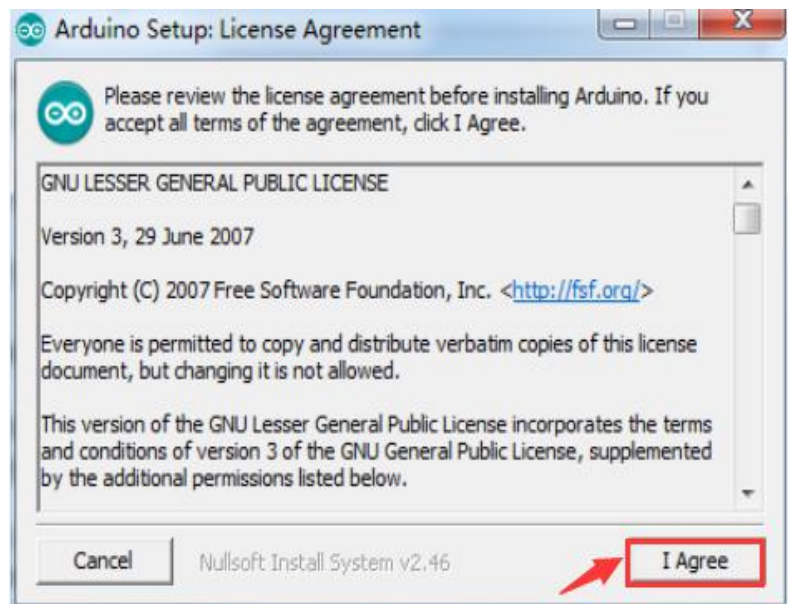 Arduino Setup: License Agreement
Please review the license agreement before installing Arduino. If you
accept all terms of the agreement, click I Agree.
GNU LESSER GENERAL PUBLIC LICENSE
Version 3, 29 June 2007
Copyright (C) 2007 Free Software Foundation, Inc. <http://fsf.org/>
Everyone is permitted to copy and distribute verbatim copies of this license
document, but changing it is not allowed.
This version of the GNU Lesser General Public License incorporates the terms
and conditions of version 3 of the GNU General Public License, supplemented
by the additional permissions listed below.
Cancel
Nullsoft Install System v2.46
I Agree